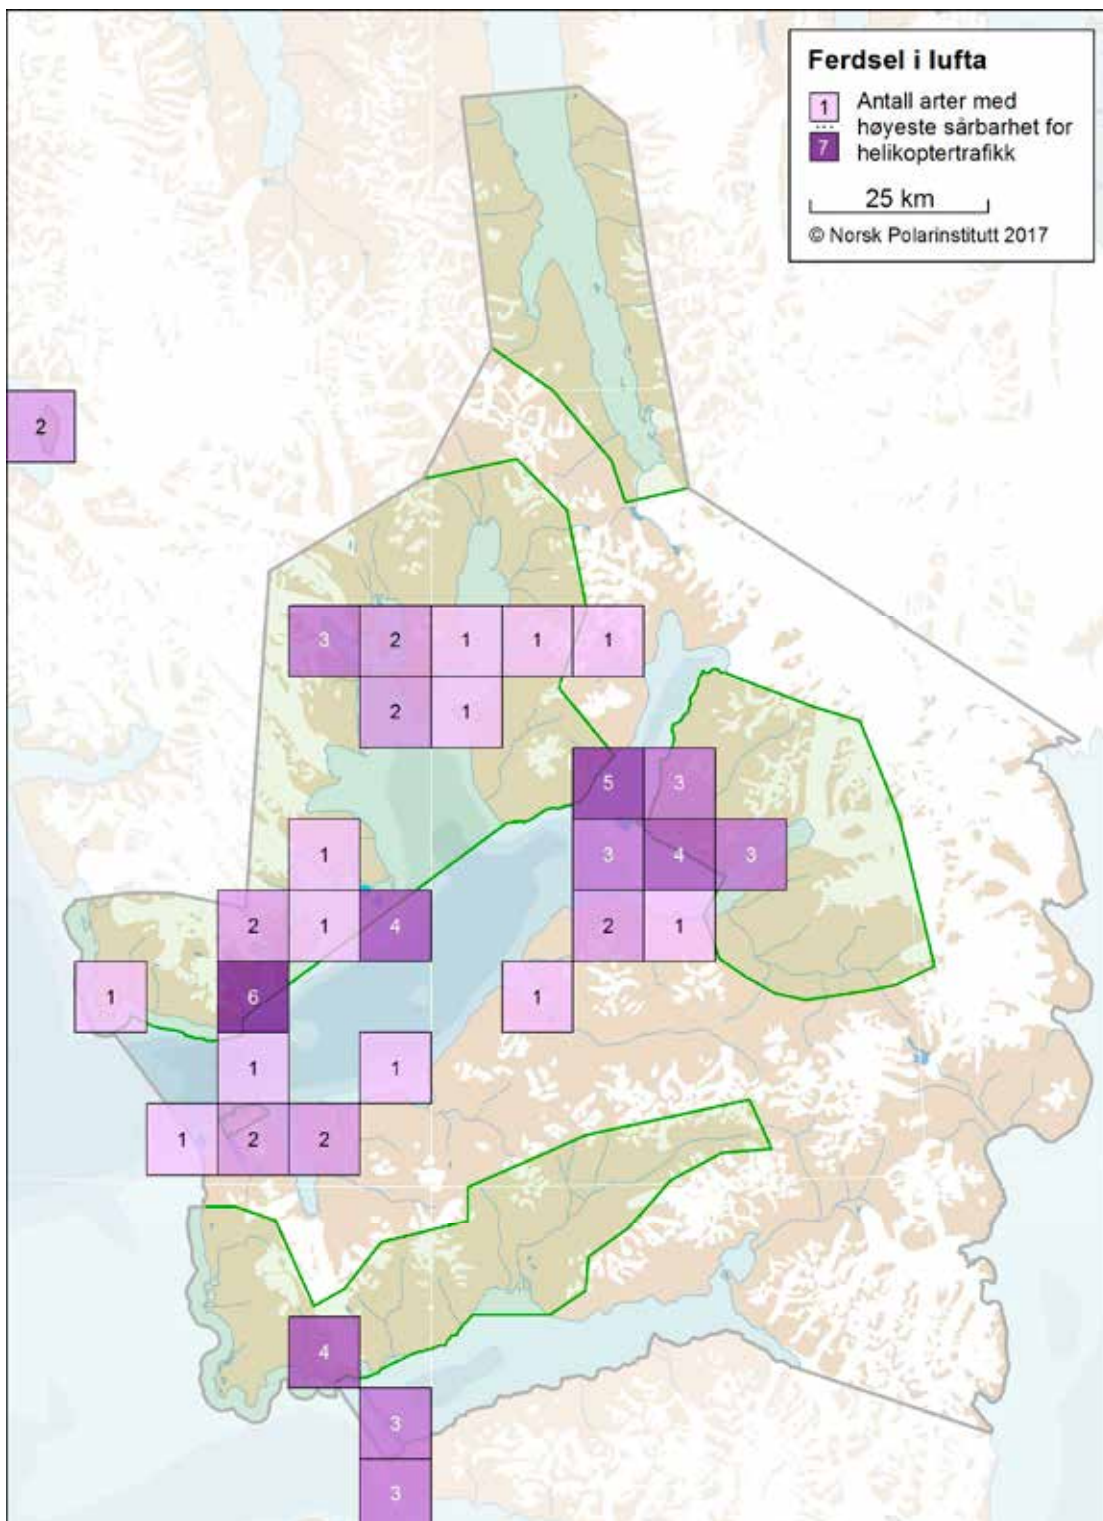 Ferdsel i lufta
1 Antall arter med
... høyeste sårbarhet for
7 helikoptertrafikk
25 km
© Norsk Polarinstitutt 2017
2
3 2 1 1 1
2 1
5 3
1 3 4 3
2 1 4 2 1
1 6 1
1 1
1 2 2
4
3
3